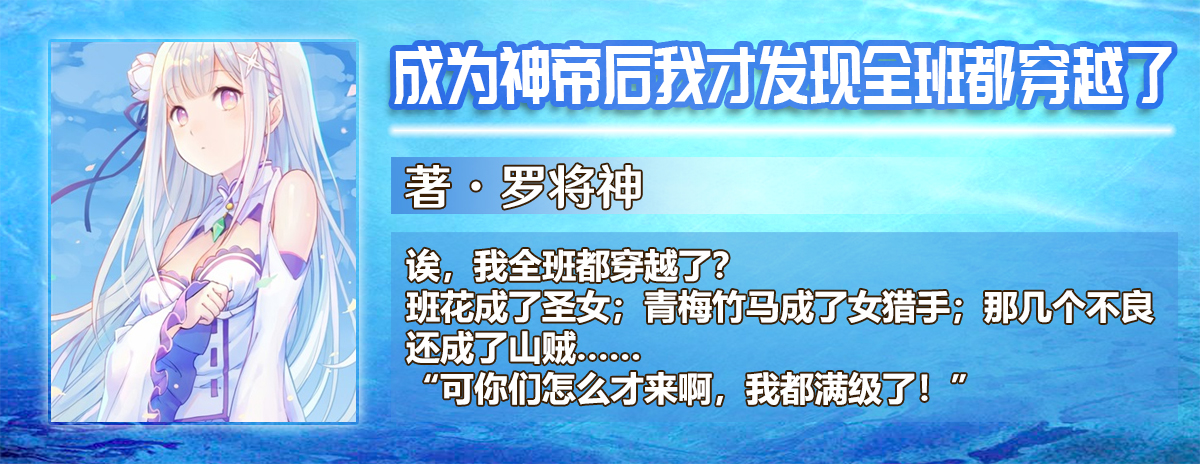 成为神帝后我才发现全班都穿越了
著·罗将神
诶，我全班都穿越了？
班花成了圣女；青梅竹马成了女猎手；那几个不良
还成了山贼……
“可你们怎么才来啊，我都满级了！”